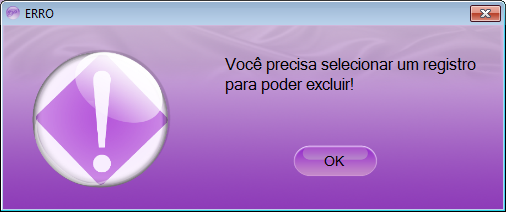 ERRO
Você precisa selecionar um registro
para poder excluir!
OK